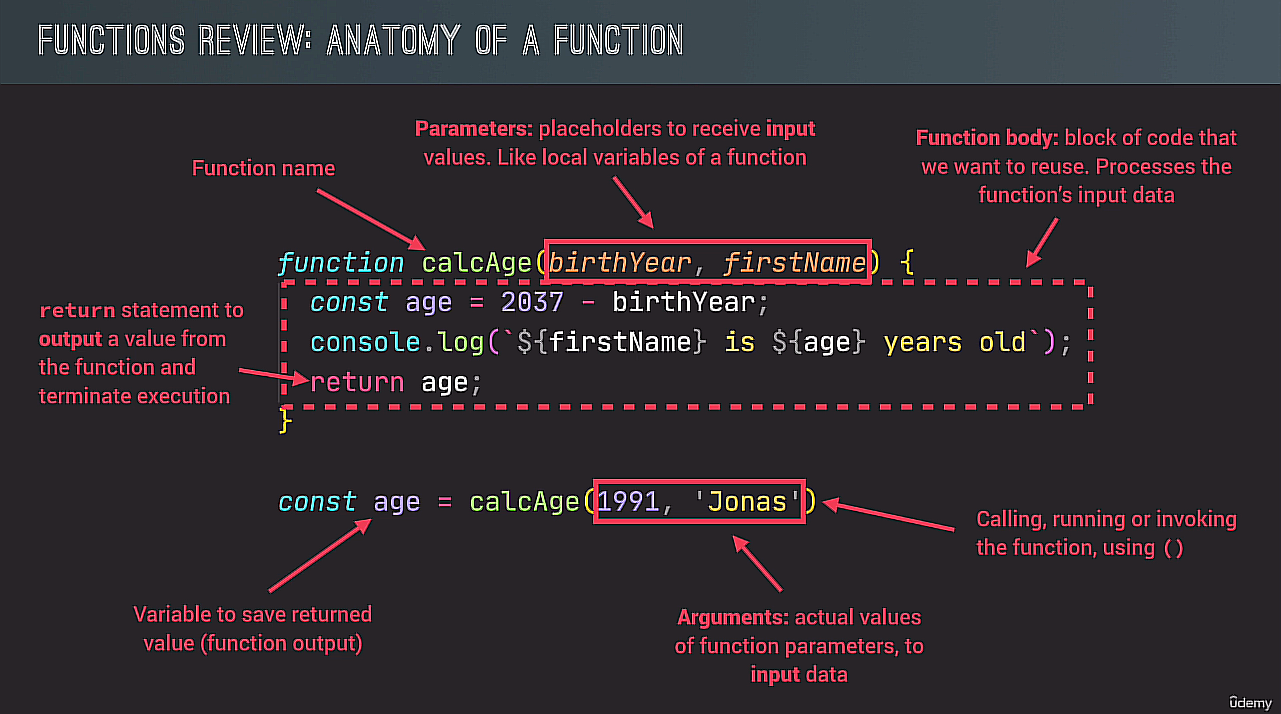 FUNCTIONS REVIEW: ANATOMY OF A FUNCTION
Parameters: placeholders to receive input
values. Like local variables of a function
Function body: block of code that
we want to reuse. Processes the
function's input data
Function name
function calcAge(birthYear, firstName) {
const age = 2037 - birthYear;
console.log(`${firstName} is ${age} years old`);
return age;
}
return statement to
output a value from
the function and
terminate execution
const age = calcAge(1991, 'Jonas')
Calling, running or invoking
the function, using ()
Variable to save returned
value (function output)
Arguments: actual values
of function parameters, to
input data
ûdemy